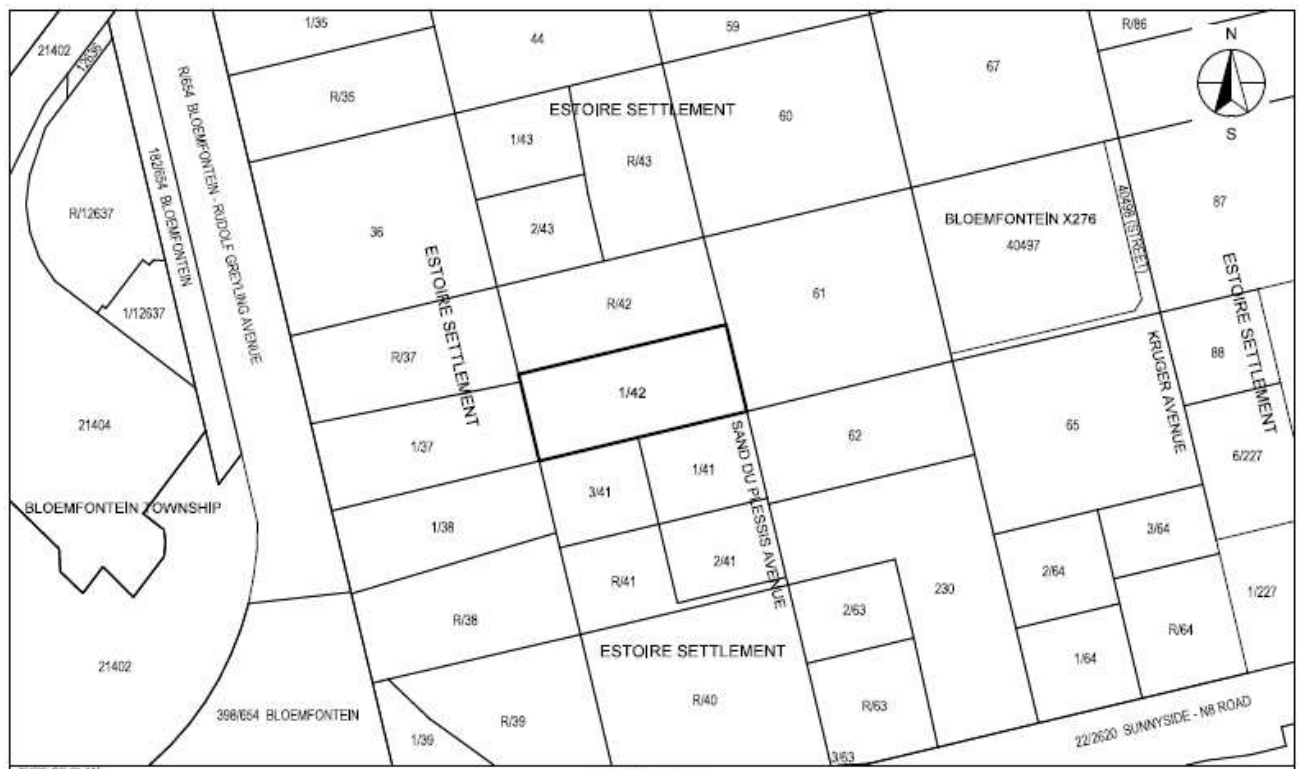 1/35
44
59
R/86
21402
12636
R/654 BLOEMFONTEIN - RUDOLF GREYLING AVENUE
R/35
67
N
S
ESTOIRE SETTLEMENT
60
1/43
R/43
182/654 BLOEMFONTEIN
R/12637
36
2/43
BLOEMFONTEIN X276
40497
40498 (STREET)
87
ESTOIRE SETTLEMENT
ESTOIRE SETTLEMENT
R/42
61
1/12637
R/37
KRUGER AVENUE
88
1/42
21404
1/37
SAND DU PLESSIS AVENUE
62
65
6/227
3/41
1/41
BLOEMFONTEIN TOWNSHIP
1/38
3/64
R/41
2/41
2/64
230
1/227
2/63
R/38
R/64
ESTOIRE SETTLEMENT
1/64
21402
R/40
R/63
398/654 BLOEMFONTEIN
R/39
1/39
22/2620 SUNNYSIDE - N8 ROAD
3/63